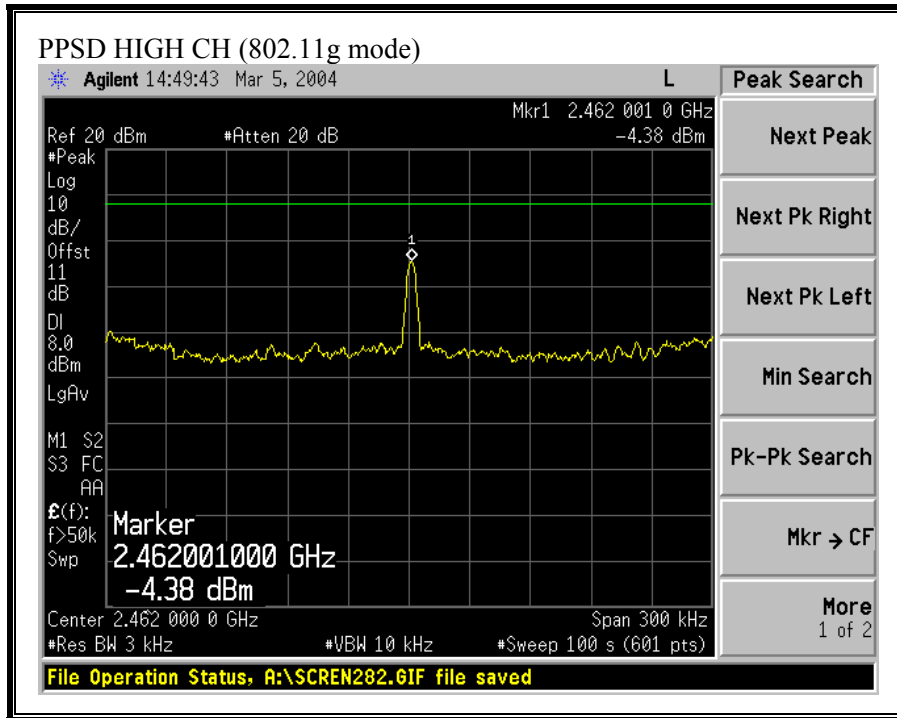 PPSD HIGH CH (802.11g mode)
Agilent 14:49:43 Mar 5, 2004 L
Peak Search
Mkr1 2.462 001 0 GHz
Ref 20 dBm #Atten 20 dB -4.38 dBm
#Peak
Log
10
dB/
Offst
11
dB
DI
8.0
dBm
LgAv
M1 S2
S3 FC
AA
£(f):
f>50k
Swp
1
Marker
2.462001000 GHz
-4.38 dBm
Center 2.462 000 0 GHz Span 300 kHz
#Res BW 3 kHz #VBW 10 kHz #Sweep 100 s (601 pts)
File Operation Status, A:\SCREN282.GIF file saved
Next Peak
Next Pk Right
Next Pk Left
Min Search
Pk-Pk Search
Mkr → CF
More
1 of 2